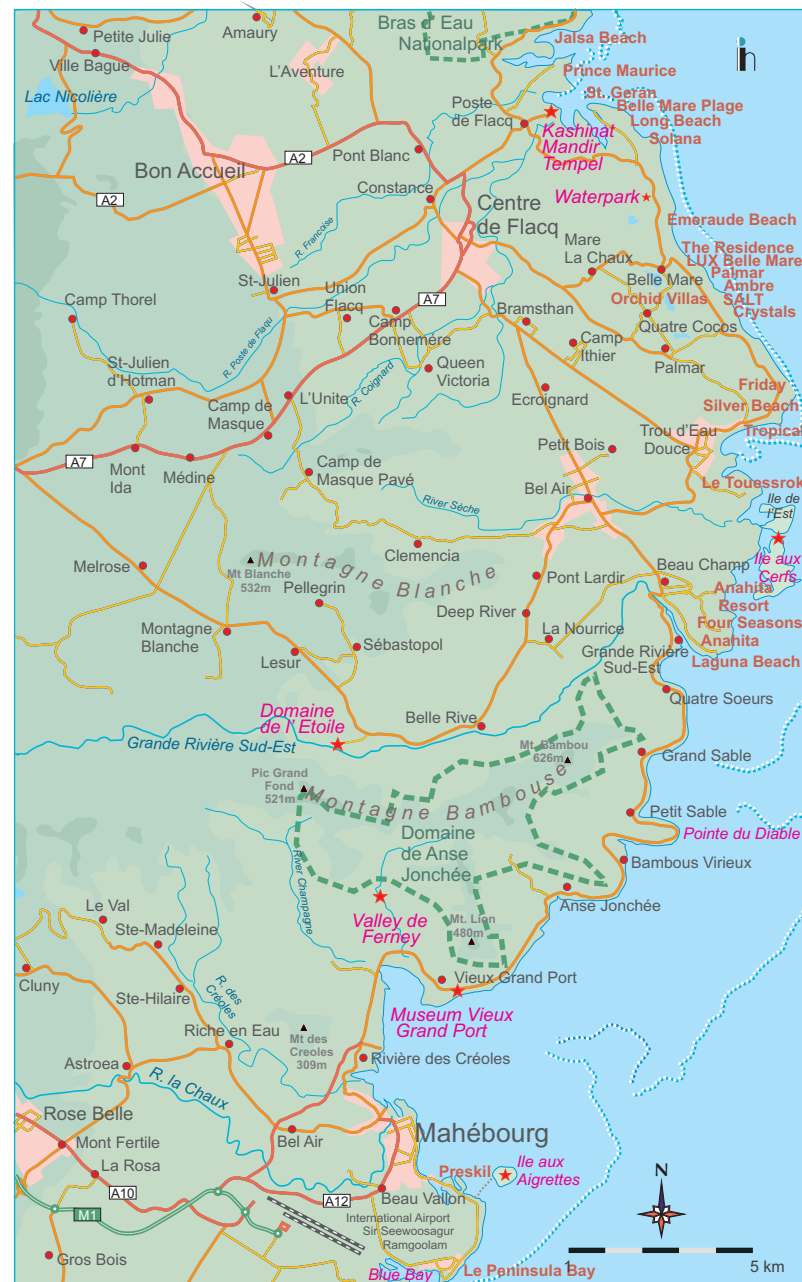 Petite Julie
Amaury
Bras d' Eau
Nationalpark
Jalsa Beach
Ville Bague
L'Aventure
Prince Maurice
Lac Nicolière
St. Geran
Belle Mare Plage
Long Beach
Solana
Poste
de Flacq
Kashinat
Mandir
Tempel
A2
Pont Blanc
Bon Accueil
A2
Constance
Centre
de Flacq
Waterpark
R. Francoise
Emeraude Beach
Mare
La Chaux
The Residence
LUX Belle Mare
Palmar
Ambre
SALT
Crystals
Belle Mare
Orchid Villas
St-Julien
Union
Flacq
A7
Camp Thorel
Camp
Bonnemère
Bramsthan
Quatre Cocos
R. Poste de Flaqu
Camp
Ithier
St-Julien
d'Hotman
R. Coignard
Queen
Victoria
Palmar
L'Unite
Ecroignard
Friday
Silver Beach
Camp de
Masque
Trou d'Eau
Douce
Tropical
Petit Bois
A7
Mont
Ida
Médine
Camp de
Masque Pavé
Bel Air
Le Touessrok
River Sèche
Ile de
l'Est
Clemencia
Ile aux
Cerfs
Melrose
Montagne Blanche
Mt Blanche
532m
Pellegrin
Pont Lardir
Beau Champ
Anahita
Resort
Four Seasons
Anahita
Laguna Beach
Deep River
Montagne
Blanche
Sébastopol
La Nourrice
Lesur
Grande Rivière
Sud-Est
Quatre Soeurs
Domaine
de l' Etoile
Belle Rive
Grande Rivière Sud-Est
Mt. Bambou
626m
Grand Sable
Pic Grand
Fond
521m
Montagne Bambouse
Petit Sable
Pointe du Diable
Domaine
de Anse
Jonchée
River Champagne
Bambous Virieux
Anse Jonchée
Valley de
Ferney
Mt. Lion
480m
Le Val
Ste-Madeleine
Cluny
Vieux Grand Port
Ste-Hilaire
R. des
Créoles
Museum Vieux
Grand Port
Riche en Eau
Mt des
Creoles
309m
Rivière des Créoles
Astroea
R. la Chaux
Rose Belle
Mont Fertile
Bel Air
Mahébourg
La Rosa
Preskil
Ile aux
Aigrettes
A10
A12
Beau Vallon
M1
International Airport
Sir Seewoosagur
Ramgoolam
N
Gros Bois
Blue Bay
Le Peninsula Bay
1
5 km